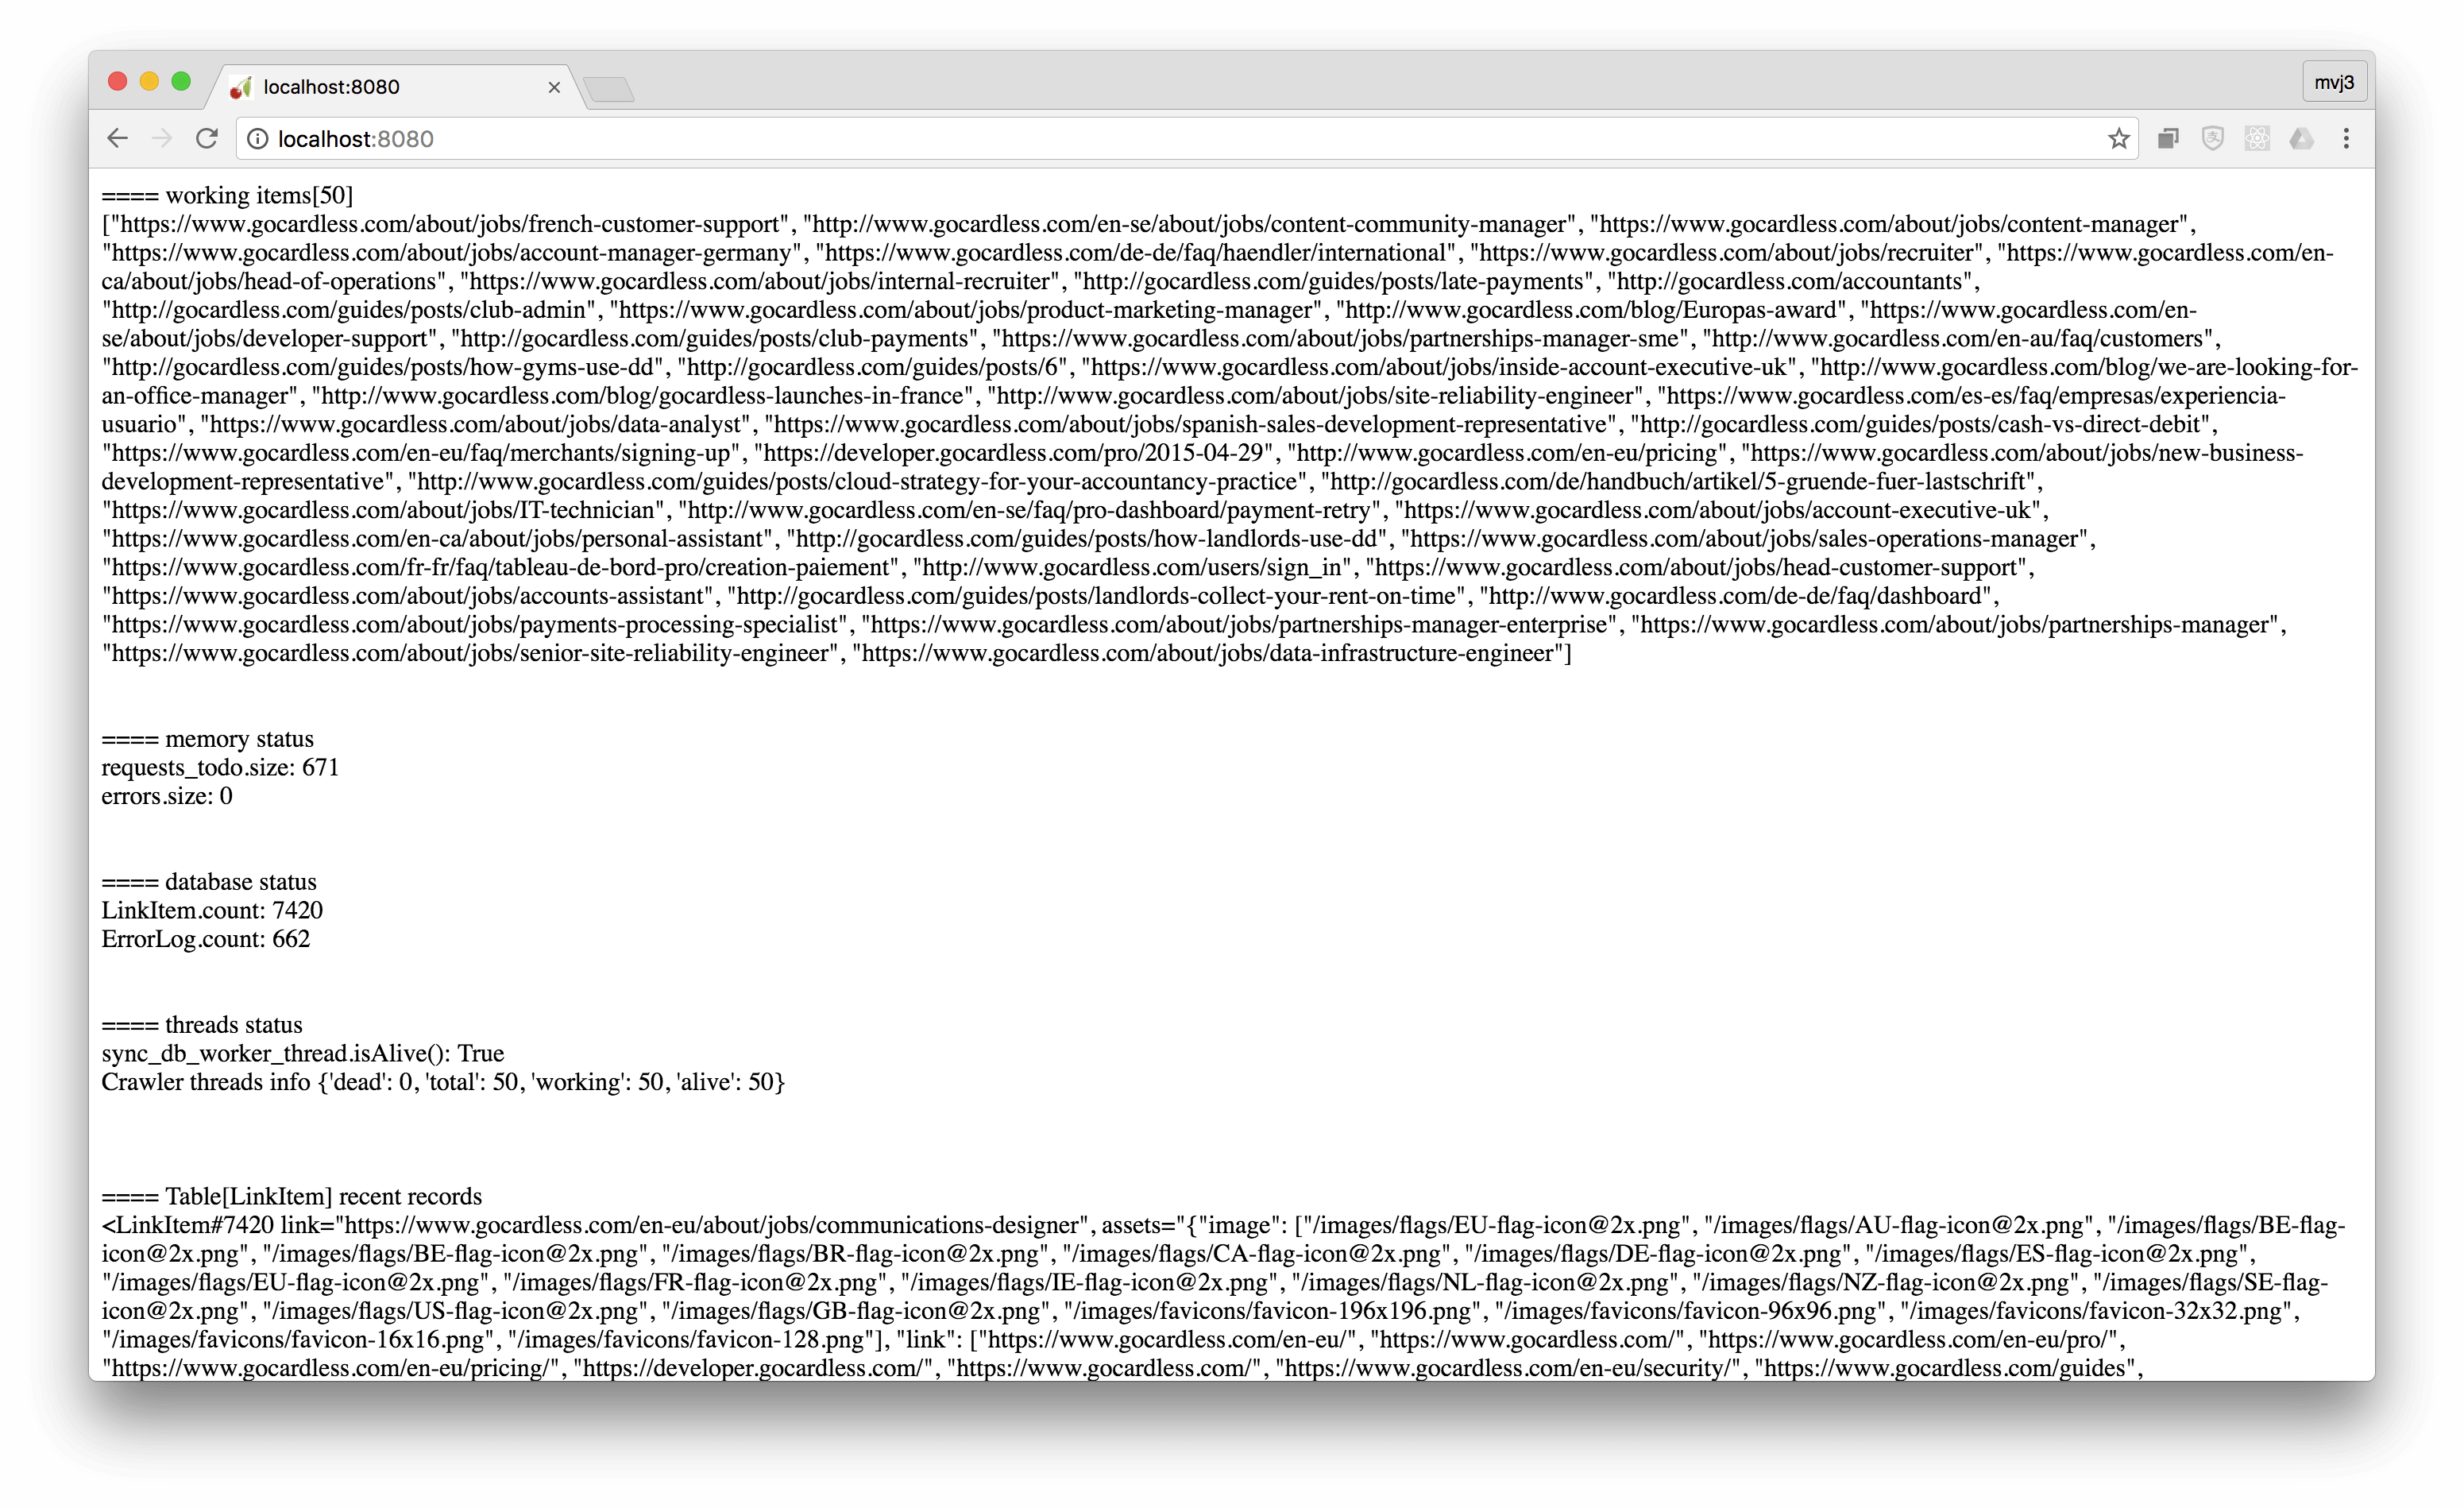 localhost:8080
mvj3
localhost:8080
==== working items[50]
["https://www.gocardless.com/about/jobs/french-customer-support", "http://www.gocardless.com/en-se/about/jobs/content-community-manager", "https://www.gocardless.com/about/jobs/content-manager",
"https://www.gocardless.com/about/jobs/account-manager-germany", "https://www.gocardless.com/de-de/faq/haendler/international", "https://www.gocardless.com/about/jobs/recruiter", "https://www.gocardless.com/en-
ca/about/jobs/head-of-operations", "https://www.gocardless.com/about/jobs/internal-recruiter", "http://gocardless.com/guides/posts/late-payments", "http://gocardless.com/accountants",
"http://gocardless.com/guides/posts/club-admin", "https://www.gocardless.com/about/jobs/product-marketing-manager", "http://www.gocardless.com/blog/Europas-award", "https://www.gocardless.com/en-
se/about/jobs/developer-support", "http://gocardless.com/guides/posts/club-payments", "https://www.gocardless.com/about/jobs/partnerships-manager-sme", "http://www.gocardless.com/en-au/faq/customers",
"http://gocardless.com/guides/posts/how-gyms-use-dd", "http://gocardless.com/guides/posts/6", "https://www.gocardless.com/about/jobs/inside-account-executive-uk", "http://www.gocardless.com/blog/we-are-looking-for-
an-office-manager", "http://www.gocardless.com/blog/gocardless-launches-in-france", "http://www.gocardless.com/about/jobs/site-reliability-engineer", "https://www.gocardless.com/es-es/faq/empresas/experiencia-
usuario", "https://www.gocardless.com/about/jobs/data-analyst", "https://www.gocardless.com/about/jobs/spanish-sales-development-representative", "http://gocardless.com/guides/posts/cash-vs-direct-debit",
"https://www.gocardless.com/en-eu/faq/merchants/signing-up", "https://developer.gocardless.com/pro/2015-04-29", "http://www.gocardless.com/en-eu/pricing", "https://www.gocardless.com/about/jobs/new-business-
development-representative", "http://www.gocardless.com/guides/posts/cloud-strategy-for-your-accountancy-practice", "http://gocardless.com/de/handbuch/artikel/5-gruende-fuer-lastschrift",
"https://www.gocardless.com/about/jobs/IT-technician", "http://www.gocardless.com/en-se/faq/pro-dashboard/payment-retry", "https://www.gocardless.com/about/jobs/account-executive-uk",
"https://www.gocardless.com/en-ca/about/jobs/personal-assistant", "http://gocardless.com/guides/posts/how-landlords-use-dd", "https://www.gocardless.com/about/jobs/sales-operations-manager",
"https://www.gocardless.com/fr-fr/faq/tableau-de-bord-pro/creation-paiement", "http://www.gocardless.com/users/sign_in", "https://www.gocardless.com/about/jobs/head-customer-support",
"https://www.gocardless.com/about/jobs/accounts-assistant", "http://gocardless.com/guides/posts/landlords-collect-your-rent-on-time", "http://www.gocardless.com/de-de/faq/dashboard",
"https://www.gocardless.com/about/jobs/payments-processing-specialist", "https://www.gocardless.com/about/jobs/partnerships-manager-enterprise", "https://www.gocardless.com/about/jobs/partnerships-manager",
"https://www.gocardless.com/about/jobs/senior-site-reliability-engineer", "https://www.gocardless.com/about/jobs/data-infrastructure-engineer"]
==== memory status
requests_todo.size: 671
errors.size: 0
==== database status
LinkItem.count: 7420
ErrorLog.count: 662
==== threads status
sync_db_worker_thread.isAlive(): True
Crawler threads info {'dead': 0, 'total': 50, 'working': 50, 'alive': 50}
==== Table[LinkItem] recent records
<LinkItem#7420 link="https://www.gocardless.com/en-eu/about/jobs/communications-designer", assets="{"image": ["/images/flags/EU-flag-icon@2x.png", "/images/flags/AU-flag-icon@2x.png", "/images/flags/BE-flag-
icon@2x.png", "/images/flags/BE-flag-icon@2x.png", "/images/flags/BR-flag-icon@2x.png", "/images/flags/CA-flag-icon@2x.png", "/images/flags/DE-flag-icon@2x.png", "/images/flags/ES-flag-icon@2x.png",
"/images/flags/EU-flag-icon@2x.png", "/images/flags/FR-flag-icon@2x.png", "/images/flags/IE-flag-icon@2x.png", "/images/flags/NL-flag-icon@2x.png", "/images/flags/NZ-flag-icon@2x.png", "/images/flags/SE-flag-
icon@2x.png", "/images/flags/US-flag-icon@2x.png", "/images/flags/GB-flag-icon@2x.png", "/images/favicons/favicon-196x196.png", "/images/favicons/favicon-96x96.png", "/images/favicons/favicon-32x32.png",
"/images/favicons/favicon-16x16.png", "/images/favicons/favicon-128.png"], "link": ["https://www.gocardless.com/en-eu/", "https://www.gocardless.com/", "https://www.gocardless.com/en-eu/pro/",
"https://www.gocardless.com/en-eu/pricing/", "https://developer.gocardless.com/", "https://www.gocardless.com/", "https://www.gocardless.com/en-eu/security/", "https://www.gocardless.com/guides",